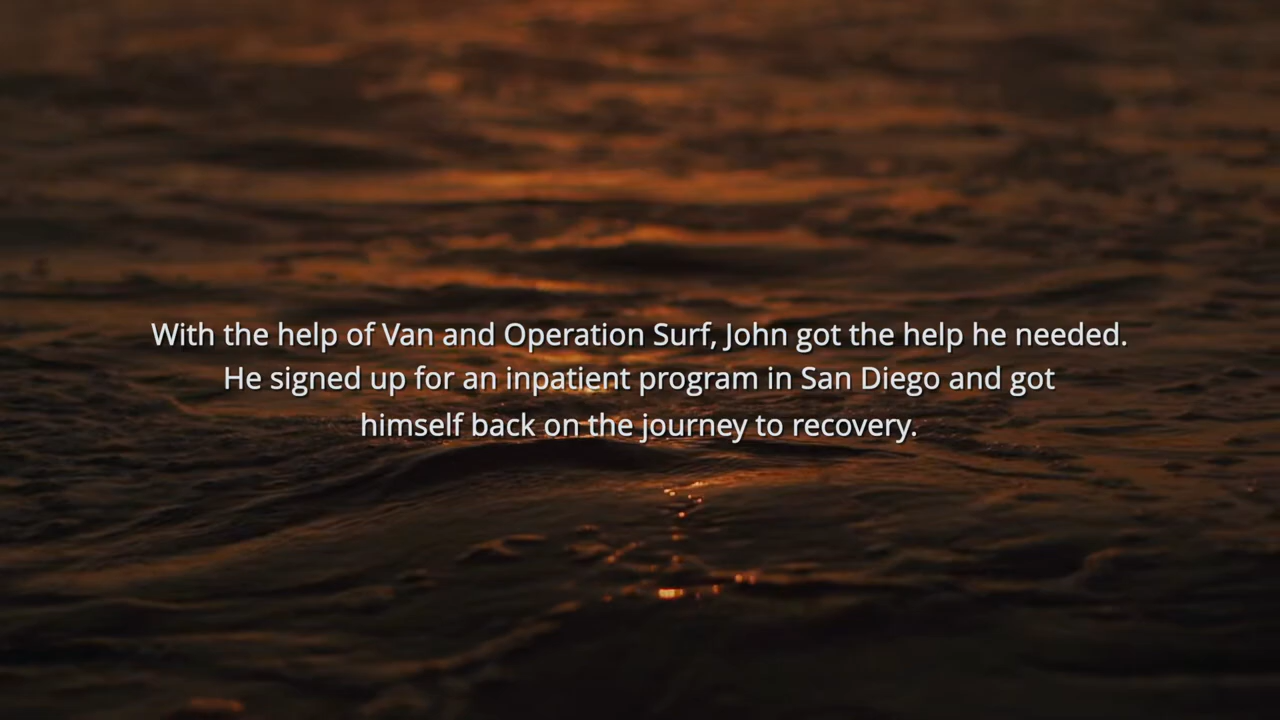 With the help of Van and Operation Surf, John got the help he needed.
He signed up for an inpatient program in San Diego and got
himself back on the journey to recovery.